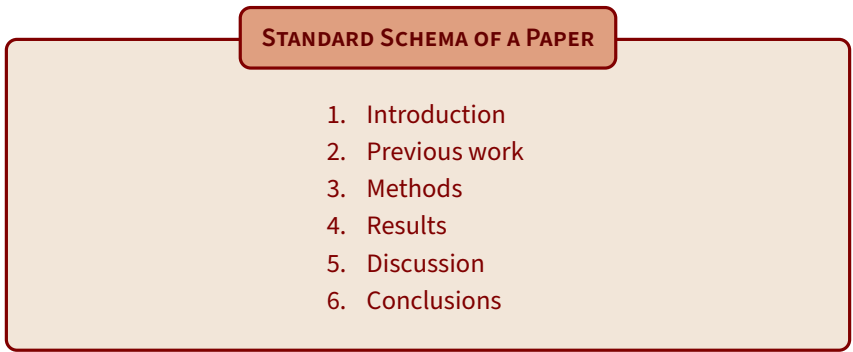 Standard Schema of a Paper
1. Introduction
2. Previous work
3. Methods
4. Results
5. Discussion
6. Conclusions